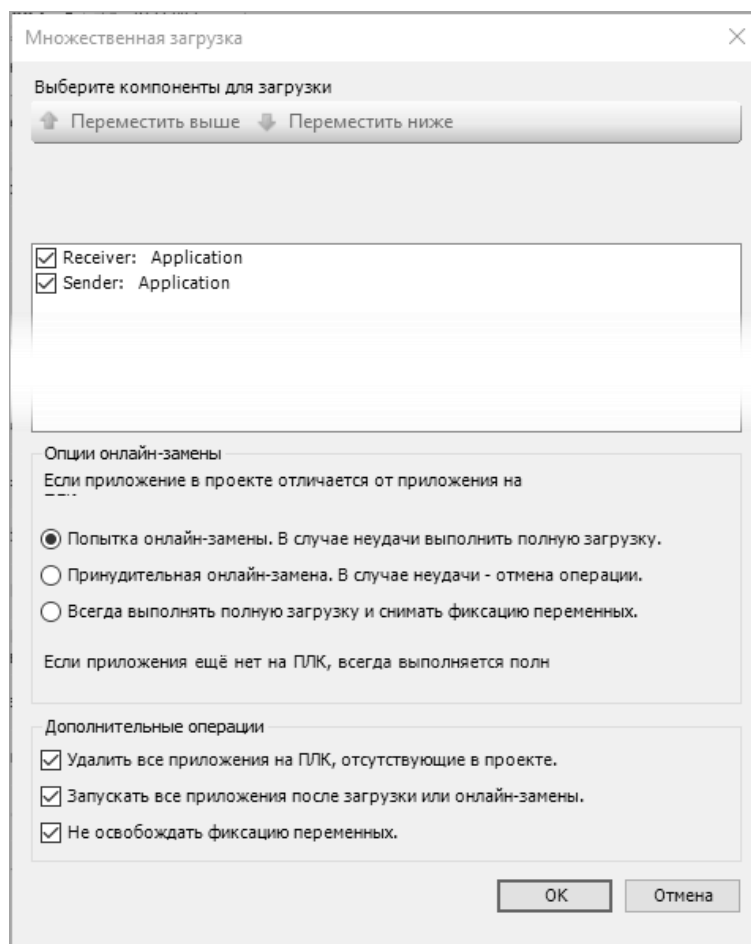 Множественная загрузка
Выберите компоненты для загрузки
Переместить выше Переместить ниже
Receiver: Application
Sender: Application
Опции онлайн-замены
Если приложение в проекте отличается от приложения на
Попытка онлайн-замены. В случае неудачи выполнить полную загрузку.
Принудительная онлайн-замена. В случае неудачи - отмена операции.
Всегда выполнять полную загрузку и снимать фиксацию переменных.
Если приложения ещё нет на ПЛК, всегда выполняется полн
Дополнительные операции
Удалить все приложения на ПЛК, отсутствующие в проекте.
Запускать все приложения после загрузки или онлайн-замены.
Не освобождать фиксацию переменных.
OK Отмена